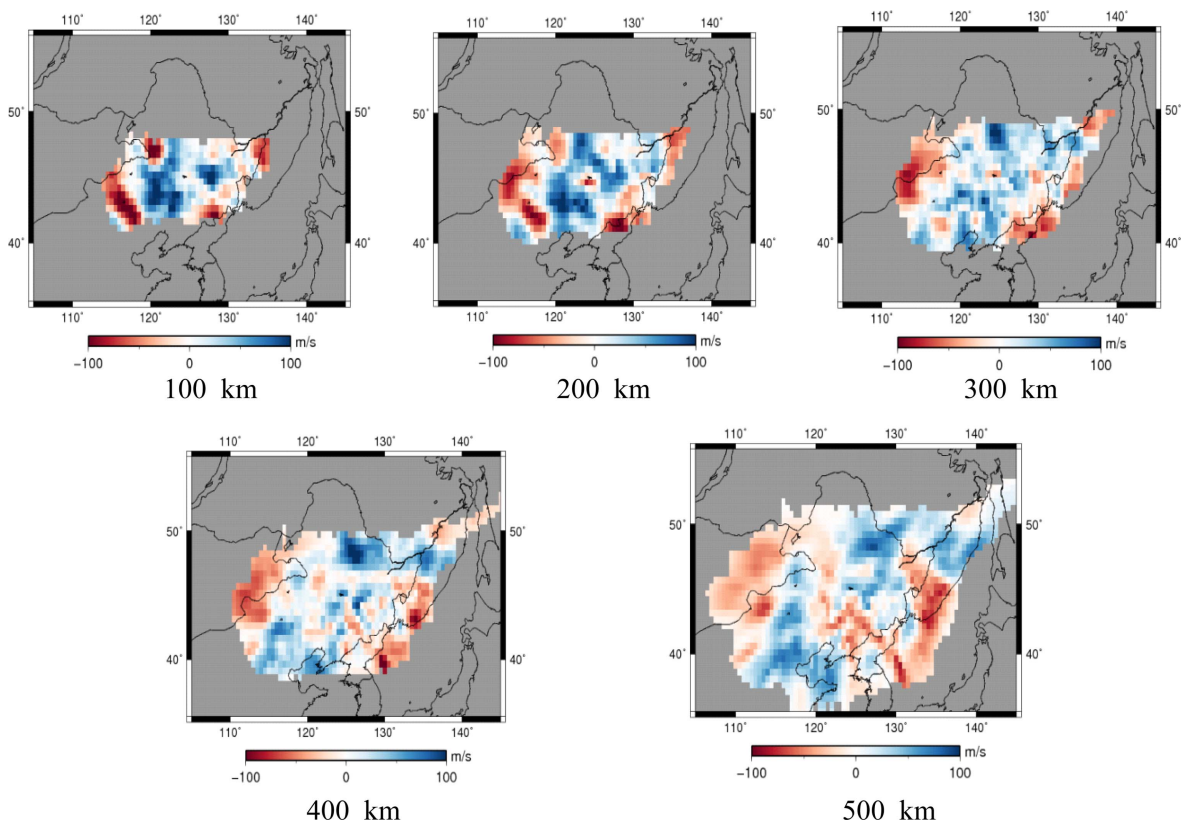 110° 120° 130° 140° 110° 120° 130° 140° 110° 120° 130° 140°
50° 50° 50° 50° 50° 50°
40° 40° 40° 40° 40° 40°
110° 120° 130° 140° 110° 120° 130° 140° 110° 120° 130° 140°
m/s m/s m/s
−100 0 100 −100 0 100 −100 0 100
100 km 200 km 300 km
110° 120° 130° 140° 110° 120° 130° 140°
50° 50° 50° 50°
40° 40° 40° 40°
110° 120° 130° 140° 110° 120° 130° 140°
m/s m/s
−100 0 100 −100 0 100
400 km 500 km